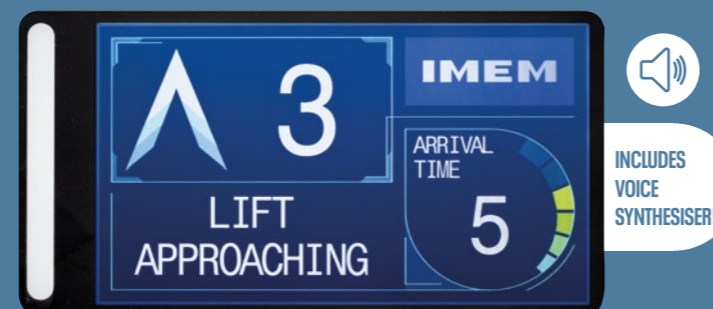 3
IMEM
ARRIVAL
TIME
5
LIFT
APPROACHING
INCLUDES
VOICE
SYNTHESISER